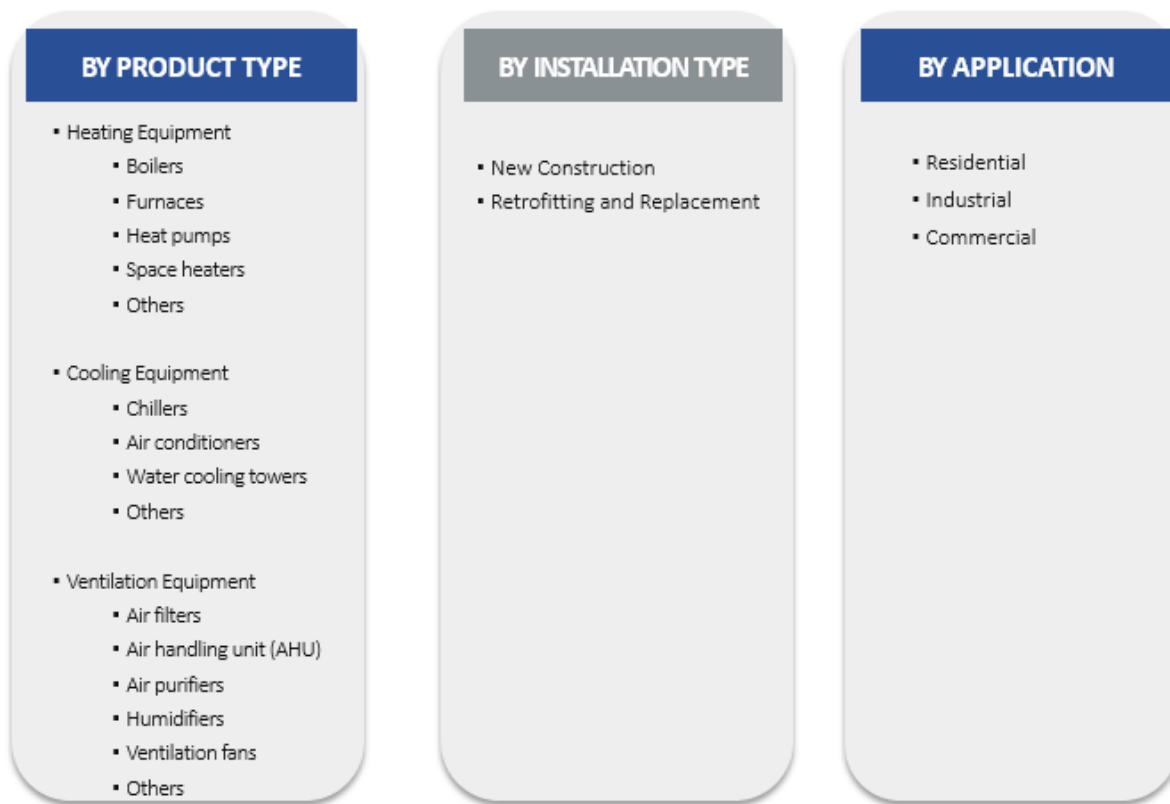 BY PRODUCT TYPE
▪ Heating Equipment
▪ Boilers
▪ Furnaces
▪ Heat pumps
▪ Space heaters
▪ Others
▪ Cooling Equipment
▪ Chillers
▪ Air conditioners
▪ Water cooling towers
▪ Others
▪ Ventilation Equipment
▪ Air filters
▪ Air handling unit (AHU)
▪ Air purifiers
▪ Humidifiers
▪ Ventilation fans
▪ Others
BY INSTALLATION TYPE
▪ New Construction
▪ Retrofitting and Replacement
BY APPLICATION
▪ Residential
▪ Industrial
▪ Commercial